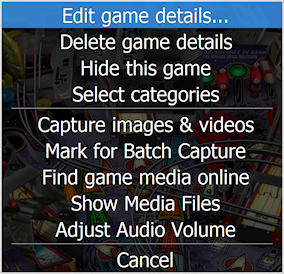 Edit game details...
Delete game details
Hide this game
Select categories
Capture images & videos
Mark for Batch Capture
Find game media online
Show Media Files
Adjust Audio Volume
Cancel